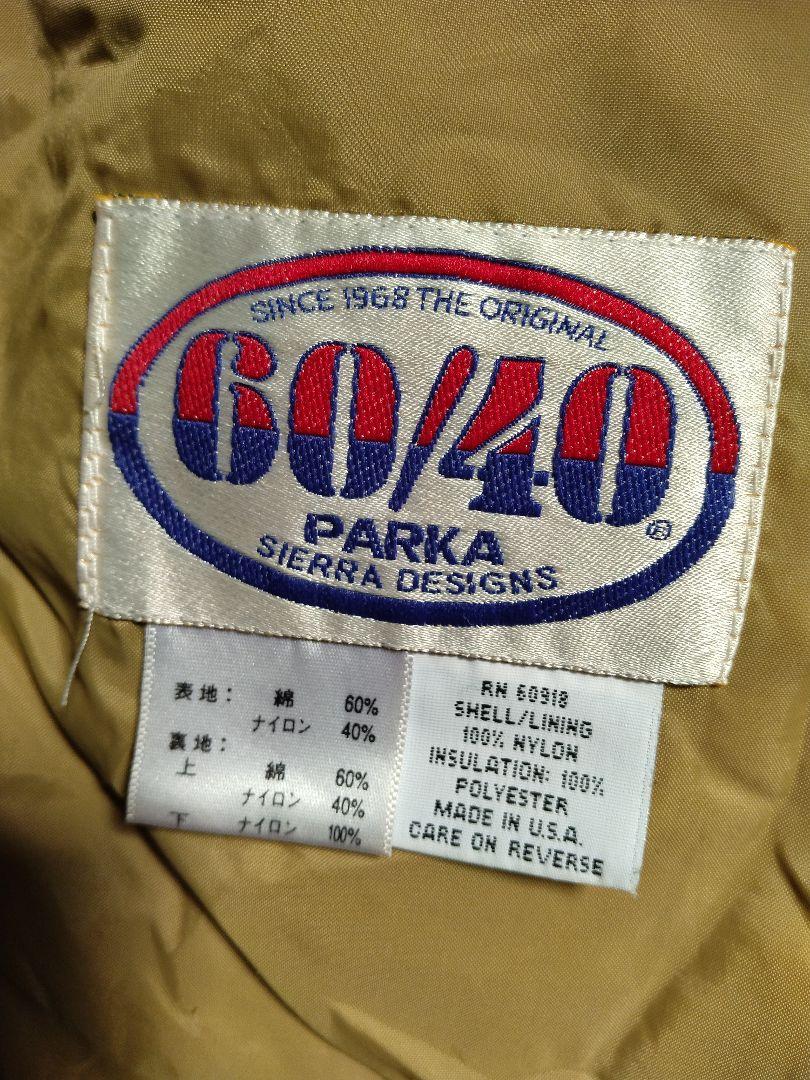 SINCE 1968 THE ORIGINAL
60/40®
PARKA
SIERRA DESIGNS
表地: 綿 60%
ナイロン 40%
裏地:
上 綿 60%
ナイロン 40%
下 ナイロン 100%
RN 60918
SHELL/LINING
100% NYLON
INSULATION: 100%
POLYESTER
MADE IN U.S.A.
CARE ON REVERSE